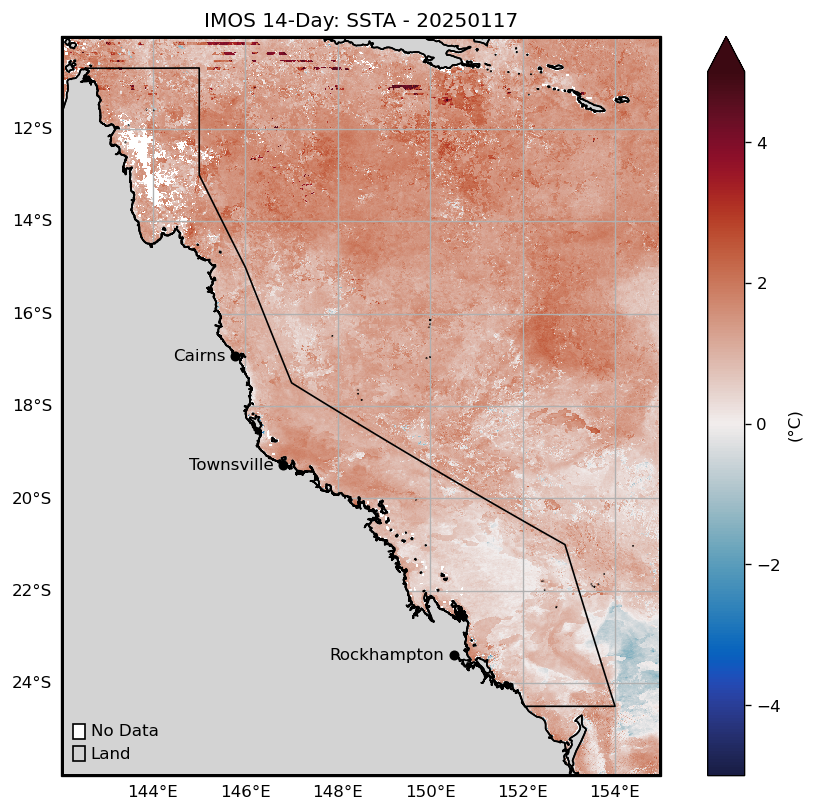 IMOS 14-Day: SSTA - 20250117
12°S
14°S
16°S
18°S
20°S
22°S
24°S
Cairns
Townsville
Rockhampton
No Data
Land
144°E 146°E 148°E 150°E 152°E 154°E
4
2
0
−2
−4
(°C)